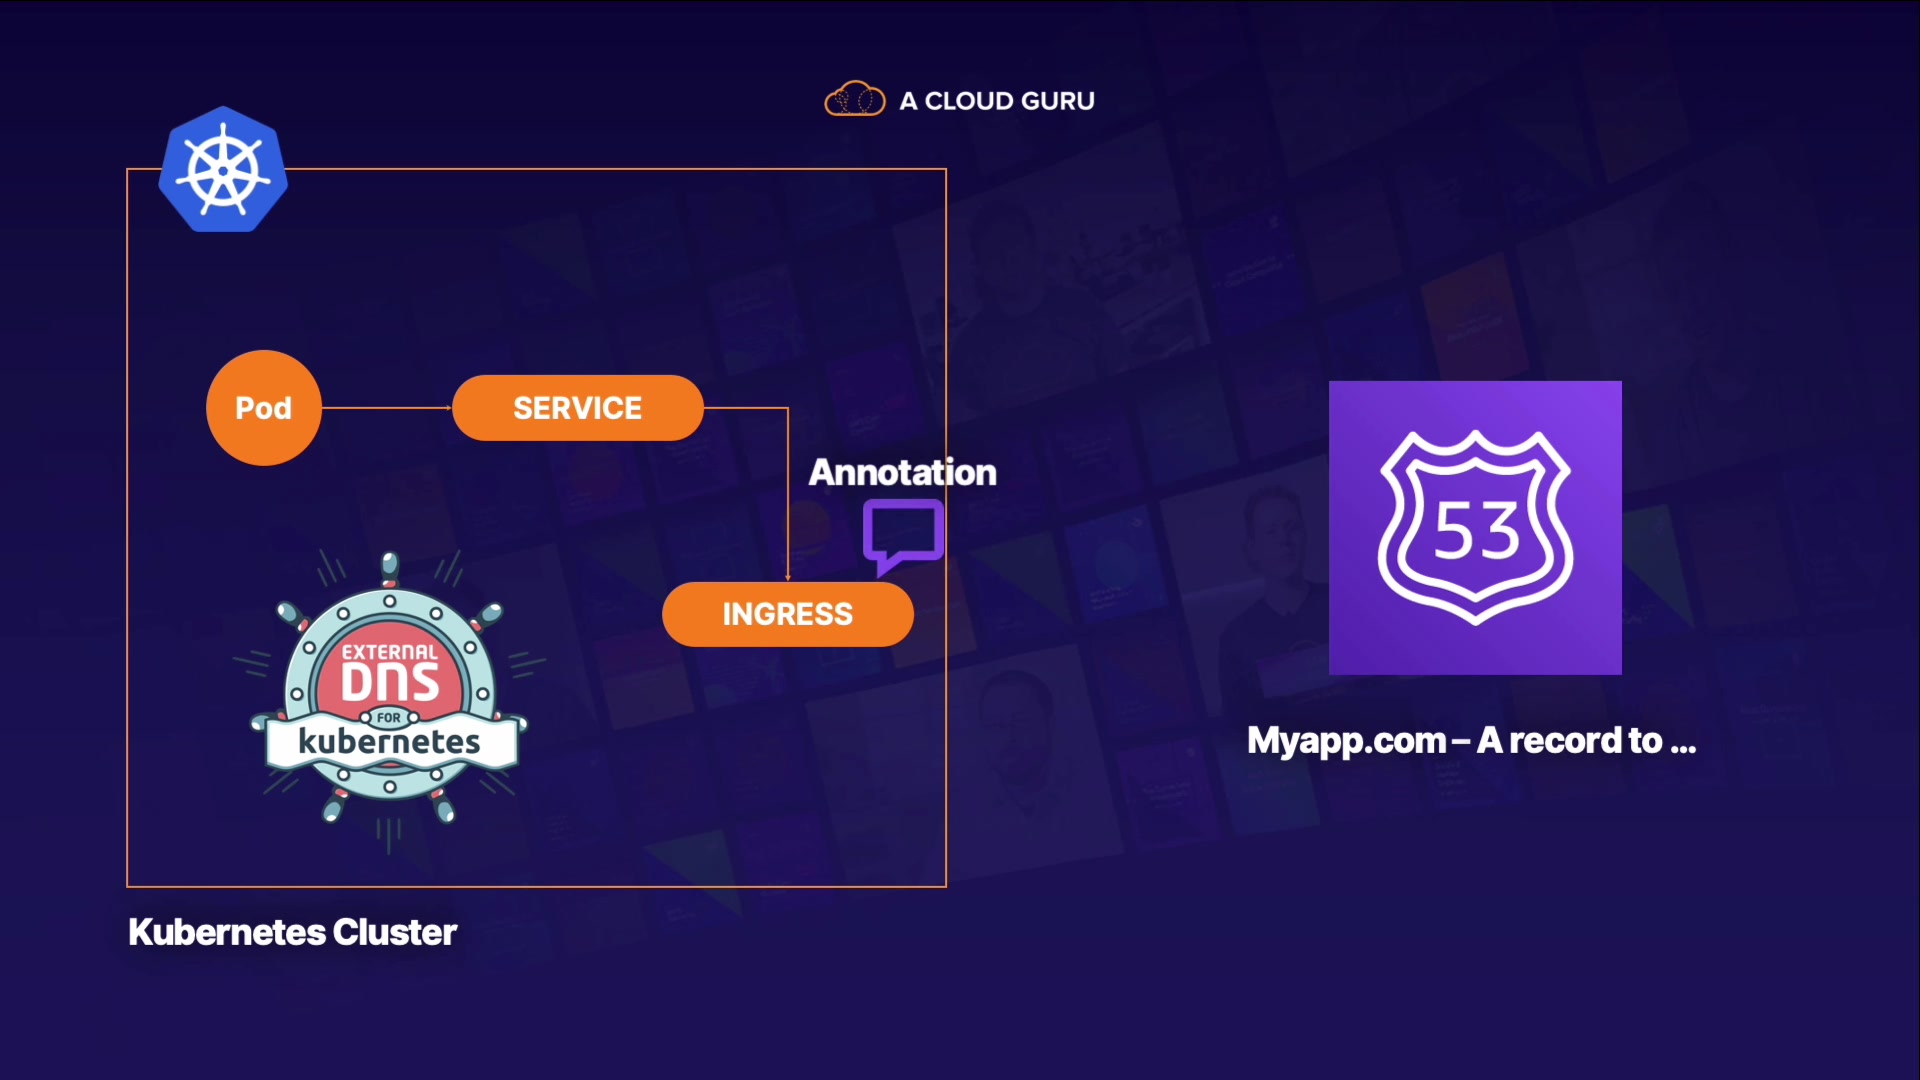 A CLOUD GURU
Pod
SERVICE
Annotation
INGRESS
EXTERNAL
DNS
FOR
kubernetes
53
Myapp.com – A record to ...
Kubernetes Cluster